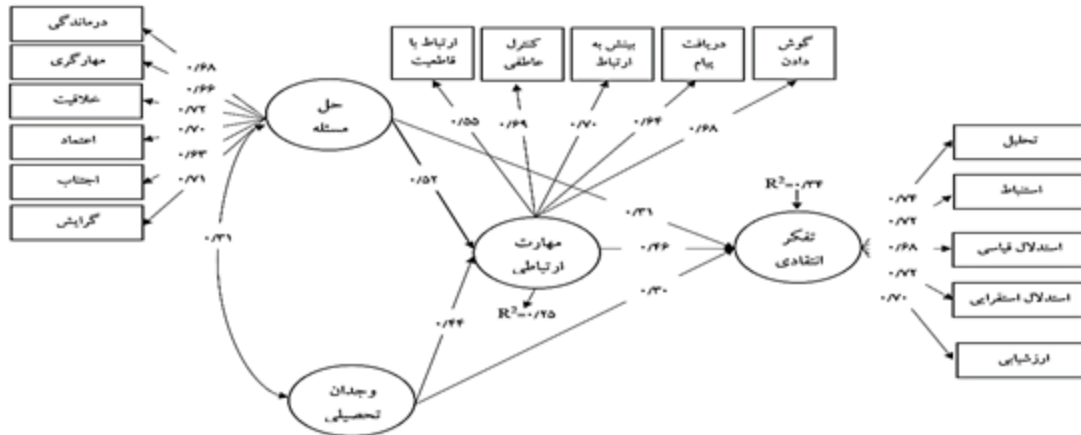 درماندگی
مهارگری
خلاقیت
اعتماد
اجتناب
گرایش
۰/۶۸
۰/۶۶
۰/۷۲
۰/۷۰
۰/۶۳
۰/۷۱
حل
مسئله
ارتباط با
قاطعیت
کنترل
عاطفی
بینش به
ارتباط
دریافت
پیام
گوش
دادن
۰/۵۵
۰/۶۹
۰/۷۰
۰/۶۴
۰/۶۸
۰/۵۲
۰/۳۱
۰/۳۱
مهارت
ارتباطی
R²=۰/۲۵
۰/۴۶
۰/۴۴
۰/۳۰
وجدان
تحصیلی
R²=۰/۳۴
تفکر
انتقادی
۰/۷۴
۰/۷۲
۰/۶۸
۰/۷۲
۰/۷۰
تحلیل
استنباط
استدلال قیاسی
استدلال استقرایی
ارزشیابی